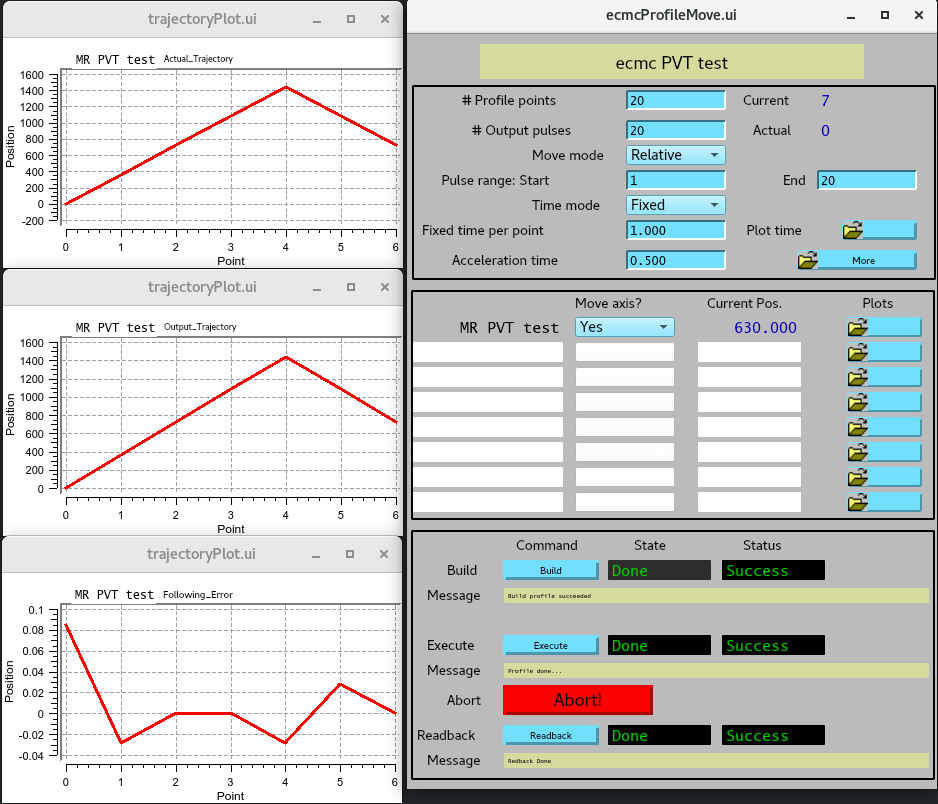 trajectoryPlot.ui
MR PVT test Actual_Trajectory
1600
1400
1200
1000
800
600
400
200
0
-200
Position
0 1 2 3 4 5 6
Point
trajectoryPlot.ui
MR PVT test Output_Trajectory
1600
1400
1200
1000
800
600
400
200
0
Position
0 1 2 3 4 5 6
Point
trajectoryPlot.ui
MR PVT test Following_Error
0.1
0.08
0.06
0.04
0.02
0
-0.02
-0.04
Position
0 1 2 3 4 5 6
Point
ecmcProfileMove.ui
ecmc PVT test
# Profile points 20 Current 7
# Output pulses 20 Actual 0
Move mode Relative
Pulse range: Start 1 End 20
Time mode Fixed
Fixed time per point 1.000 Plot time
Acceleration time 0.500 More
Move axis? Current Pos. Plots
MR PVT test Yes 630.000
Command State Status
Build Build Done Success
Message Build profile succeeded
Execute Execute Done Success
Message Profile done...
Abort Abort!
Readback Readback Done Success
Message Redback Done